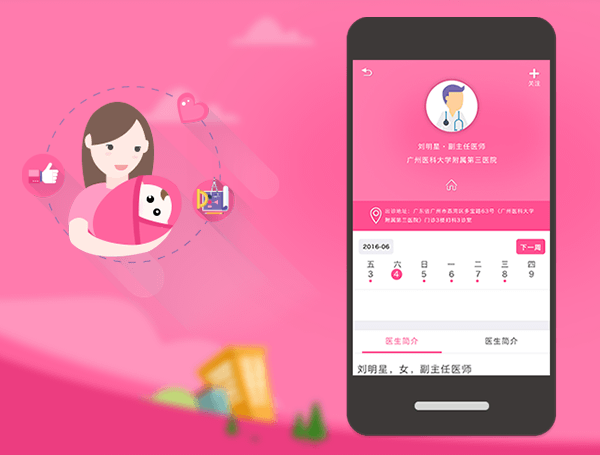 关注
刘明星·副主任医师
广州医科大学附属第三医院
出诊地址：广东省广州市荔湾区多宝路63号（广州医科大学
附属第三医院）门诊3楼妇科3诊室
2016-06
下一周
五 六 日 一 二 三 四
3 4 5 6 7 8 9
医生简介 医生简介
刘明星，女，副主任医师